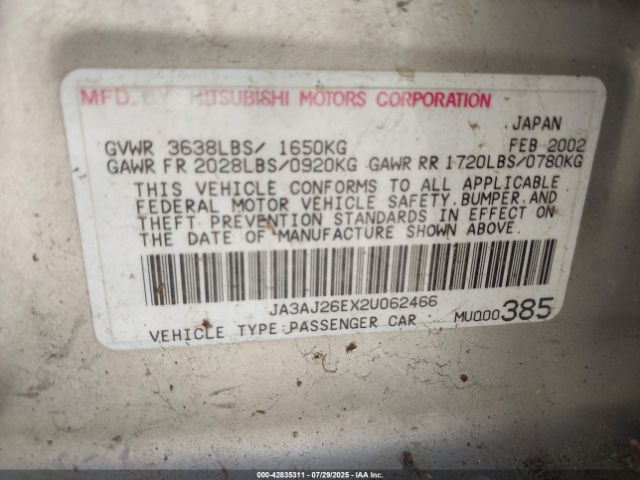 MFD. BY MITSUBISHI MOTORS CORPORATION
JAPAN
GVWR 3638LBS/ 1650KG FEB 2002
GAWR FR 2028LBS/0920KG GAWR RR 1720LBS/0780KG
THIS VEHICLE CONFORMS TO ALL APPLICABLE
FEDERAL MOTOR VEHICLE SAFETY, BUMPER, AND
THEFT PREVENTION STANDARDS IN EFFECT ON
THE DATE OF MANUFACTURE SHOWN ABOVE.
JA3AJ26EX2U062466
VEHICLE TYPE:PASSENGER CAR MU000385
000-42835311 - 07/29/2025 - IAA Inc.